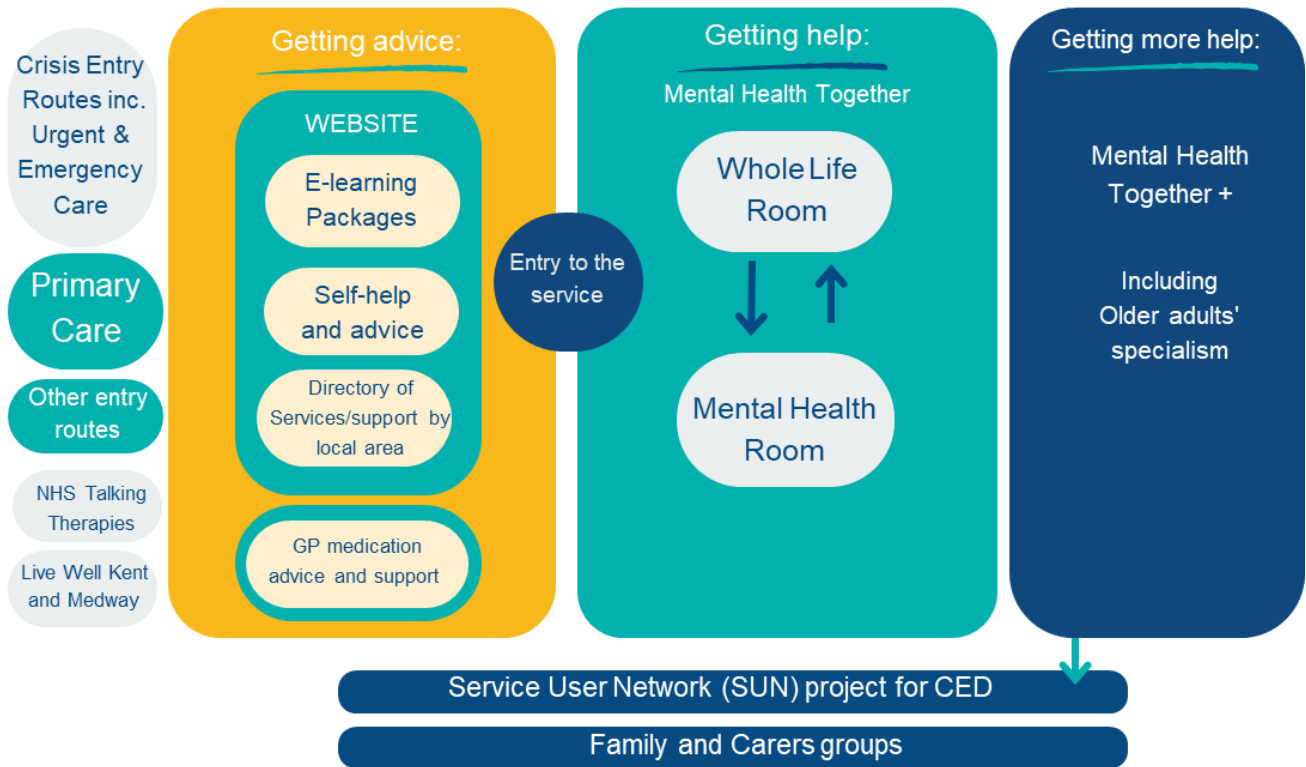 Crisis Entry
Routes inc.
Urgent &
Emergency
Care
Primary
Care
Other entry
routes
NHS Talking
Therapies
Live Well Kent
and Medway
Getting advice:
WEBSITE
E-learning
Packages
Self-help
and advice
Directory of
Services/support by
local area
GP medication
advice and support
Entry to the
service
Getting help:
Mental Health Together
Whole Life
Room
Mental Health
Room
Getting more help:
Mental Health
Together +
Including
Older adults'
specialism
Service User Network (SUN) project for CED
Family and Carers groups